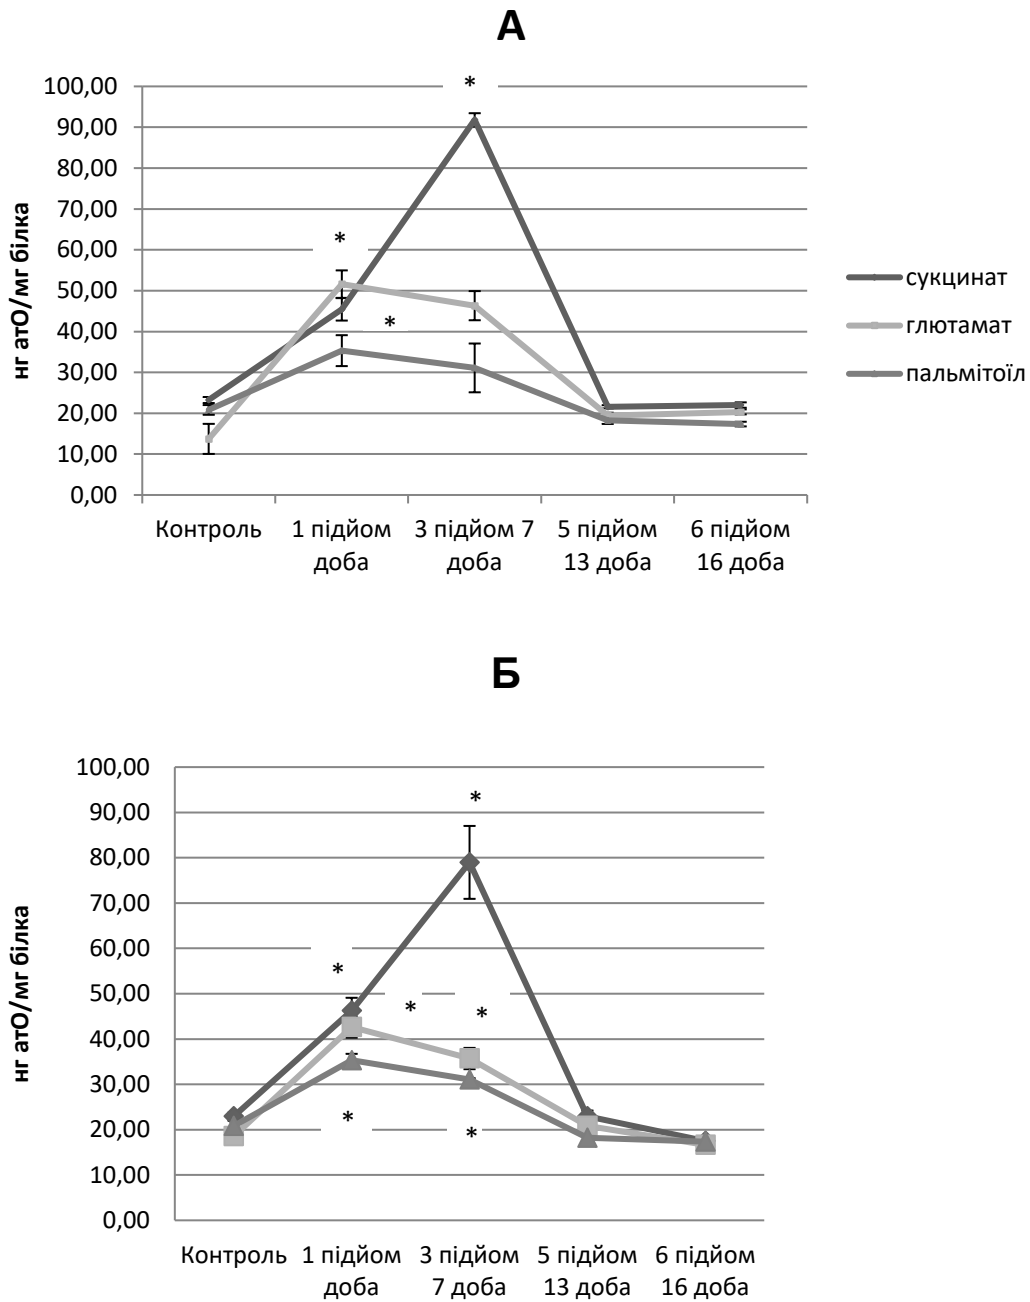 А
100,00
90,00
80,00
70,00
60,00
50,00
40,00
30,00
20,00
10,00
0,00
нг атО/мг білка
*
*
*
Контроль
1 підйом
доба
3 підйом 7
доба
5 підйом
13 доба
6 підйом
16 доба
сукцинат
глютамат
пальмітоїл
Б
100,00
90,00
80,00
70,00
60,00
50,00
40,00
30,00
20,00
10,00
0,00
нг атО/мг білка
*
*
*
*
*
*
Контроль
1 підйом
доба
3 підйом
7 доба
5 підйом
13 доба
6 підйом
16 доба